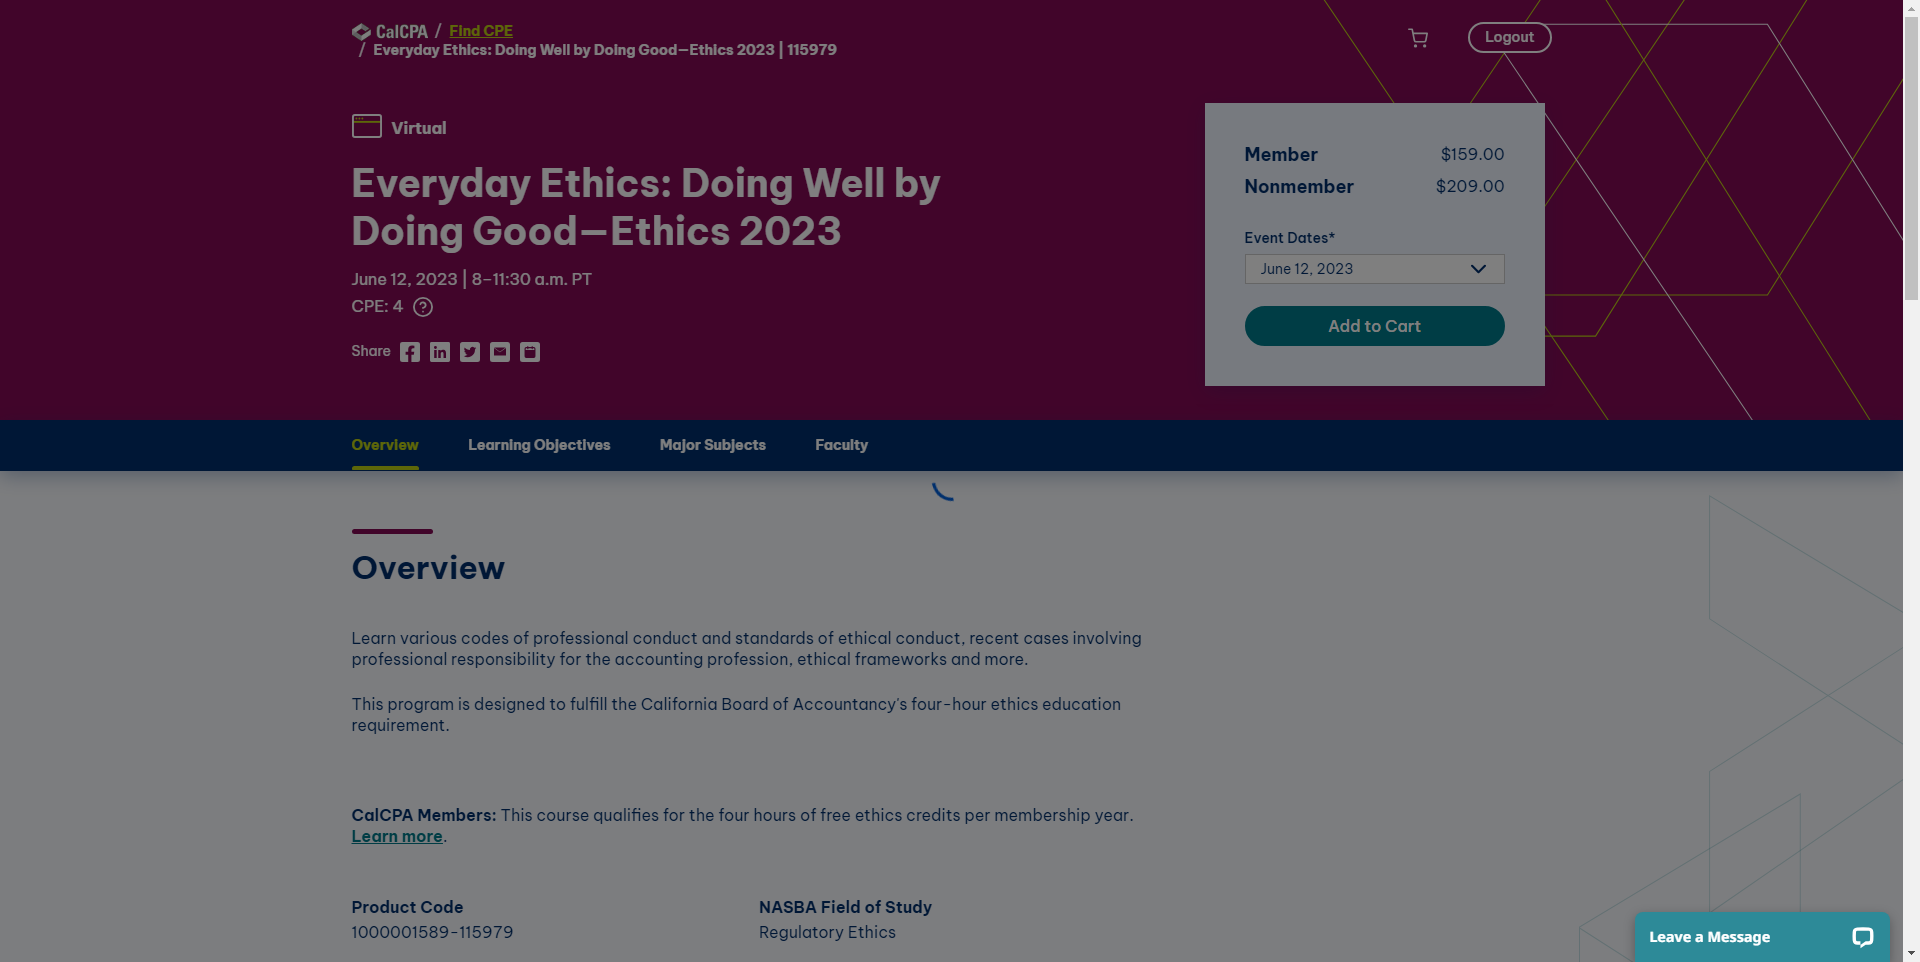 CalCPA / Find CPE
/ Everyday Ethics: Doing Well by Doing Good—Ethics 2023 | 115979
Logout
Virtual
Everyday Ethics: Doing Well by
Doing Good—Ethics 2023
June 12, 2023 | 8–11:30 a.m. PT
CPE: 4 ?
Share
Member $159.00
Nonmember $209.00
Event Dates*
June 12, 2023
Add to Cart
Overview Learning Objectives Major Subjects Faculty
Overview
Learn various codes of professional conduct and standards of ethical conduct, recent cases involving
professional responsibility for the accounting profession, ethical frameworks and more.
This program is designed to fulfill the California Board of Accountancy's four-hour ethics education
requirement.
CalCPA Members: This course qualifies for the four hours of free ethics credits per membership year.
Learn more.
Product Code
1000001589-115979
NASBA Field of Study
Regulatory Ethics
Leave a Message